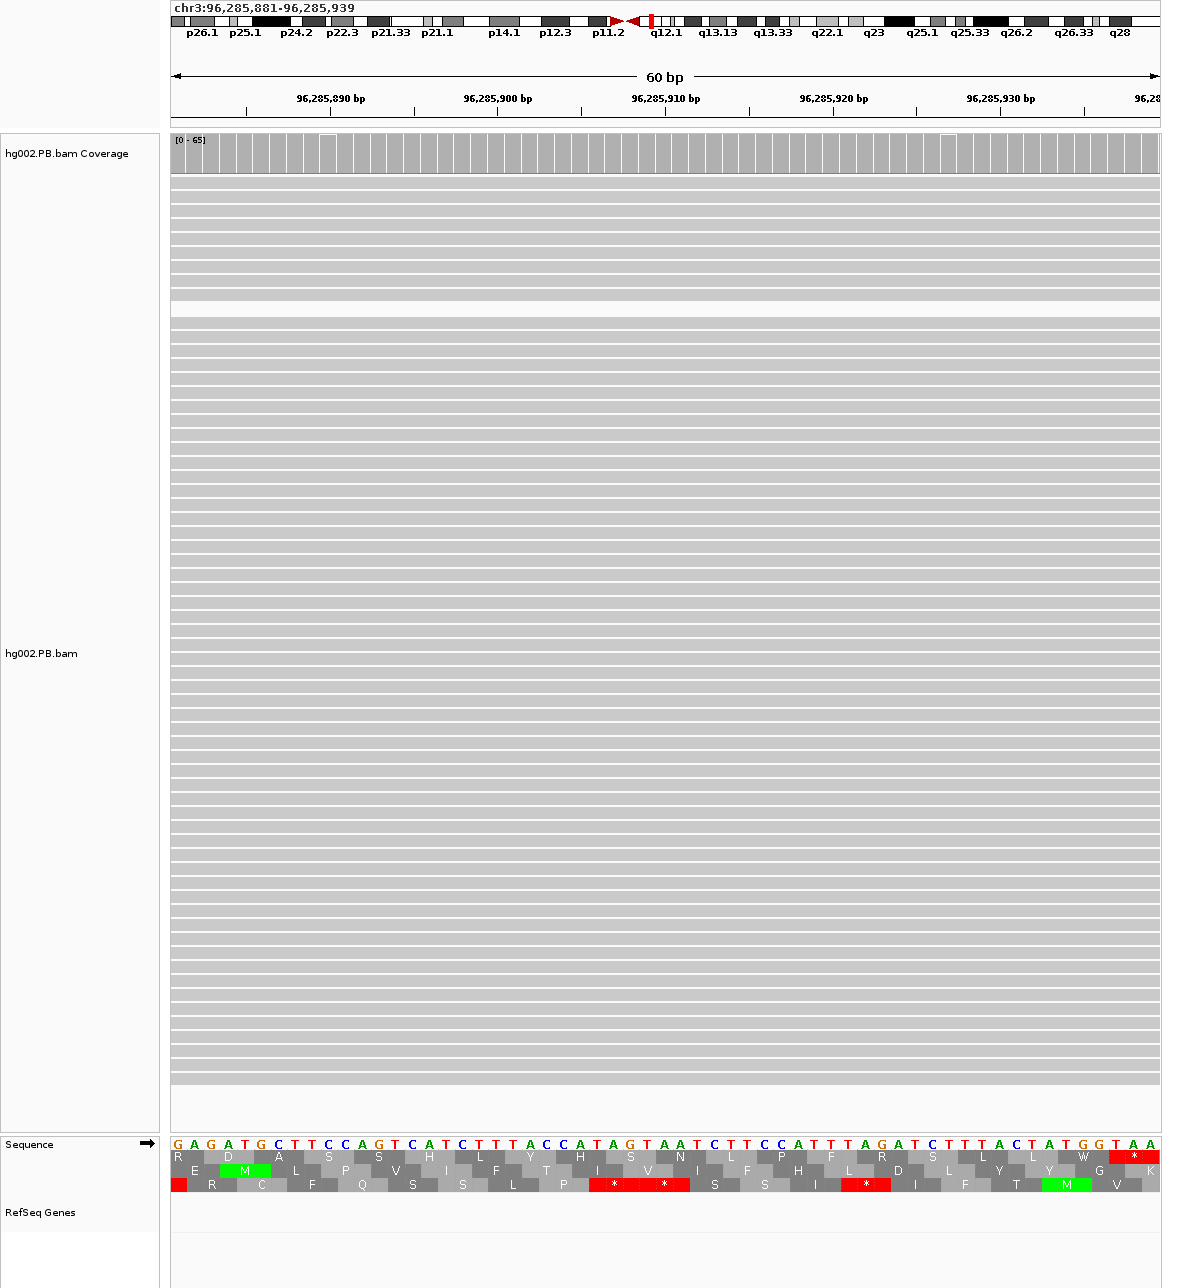 chr3:96,285,881-96,285,939
p26.1 p25.1 p24.2 p22.3 p21.33 p21.1 p14.1 p12.3 p11.2 q12.1 q13.13 q13.33 q22.1 q23 q25.1 q25.33 q26.2 q26.33 q28
60 bp
96,285,890 bp 96,285,900 bp 96,285,910 bp 96,285,920 bp 96,285,930 bp 96,28
[0 - 65]
hg002.PB.bam Coverage
hg002.PB.bam
Sequence G A G A T G C T T C C A G T C A T C T T T A C C A T A G T A A T C T T C C A T T T A G A T C T T T A C T A T G G T A A
R D A S S H L Y H S N L P F R S L L W *
E M L P V I F T I V I F H L D L Y Y G K
R C F Q S S L P * * S S I * I F T M V
RefSeq Genes